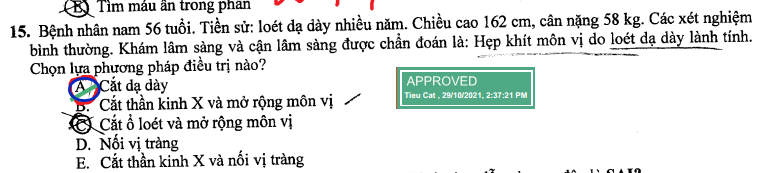 E. Tìm máu ẩn trong phân
15. Bệnh nhân nam 56 tuổi. Tiền sử: loét dạ dày nhiều năm. Chiều cao 162 cm, cân nặng 58 kg. Các xét nghiệm
bình thường. Khám lâm sàng và cận lâm sàng được chẩn đoán là: Hẹp khít môn vị do loét dạ dày lành tính.
Chọn lựa phương pháp điều trị nào?
A. Cắt dạ dày
APPROVED
Tieu Cat , 29/10/2021, 2:37:21 PM
B. Cắt thần kinh X và mở rộng môn vị
C. Cắt ổ loét và mở rộng môn vị
D. Nối vị tràng
E. Cắt thần kinh X và nối vị tràng